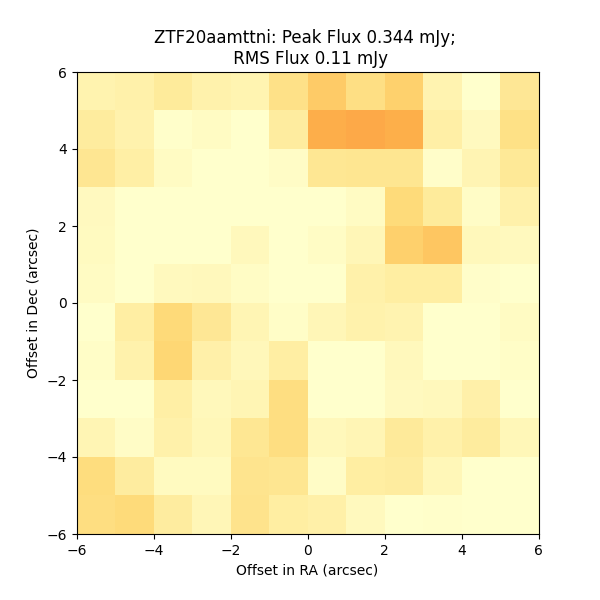 ZTF20aamttni: Peak Flux 0.344 mJy;
RMS Flux 0.11 mJy
6
4
2
0
−2
−4
−6
Offset in Dec (arcsec)
−6 −4 −2 0 2 4 6
Offset in RA (arcsec)